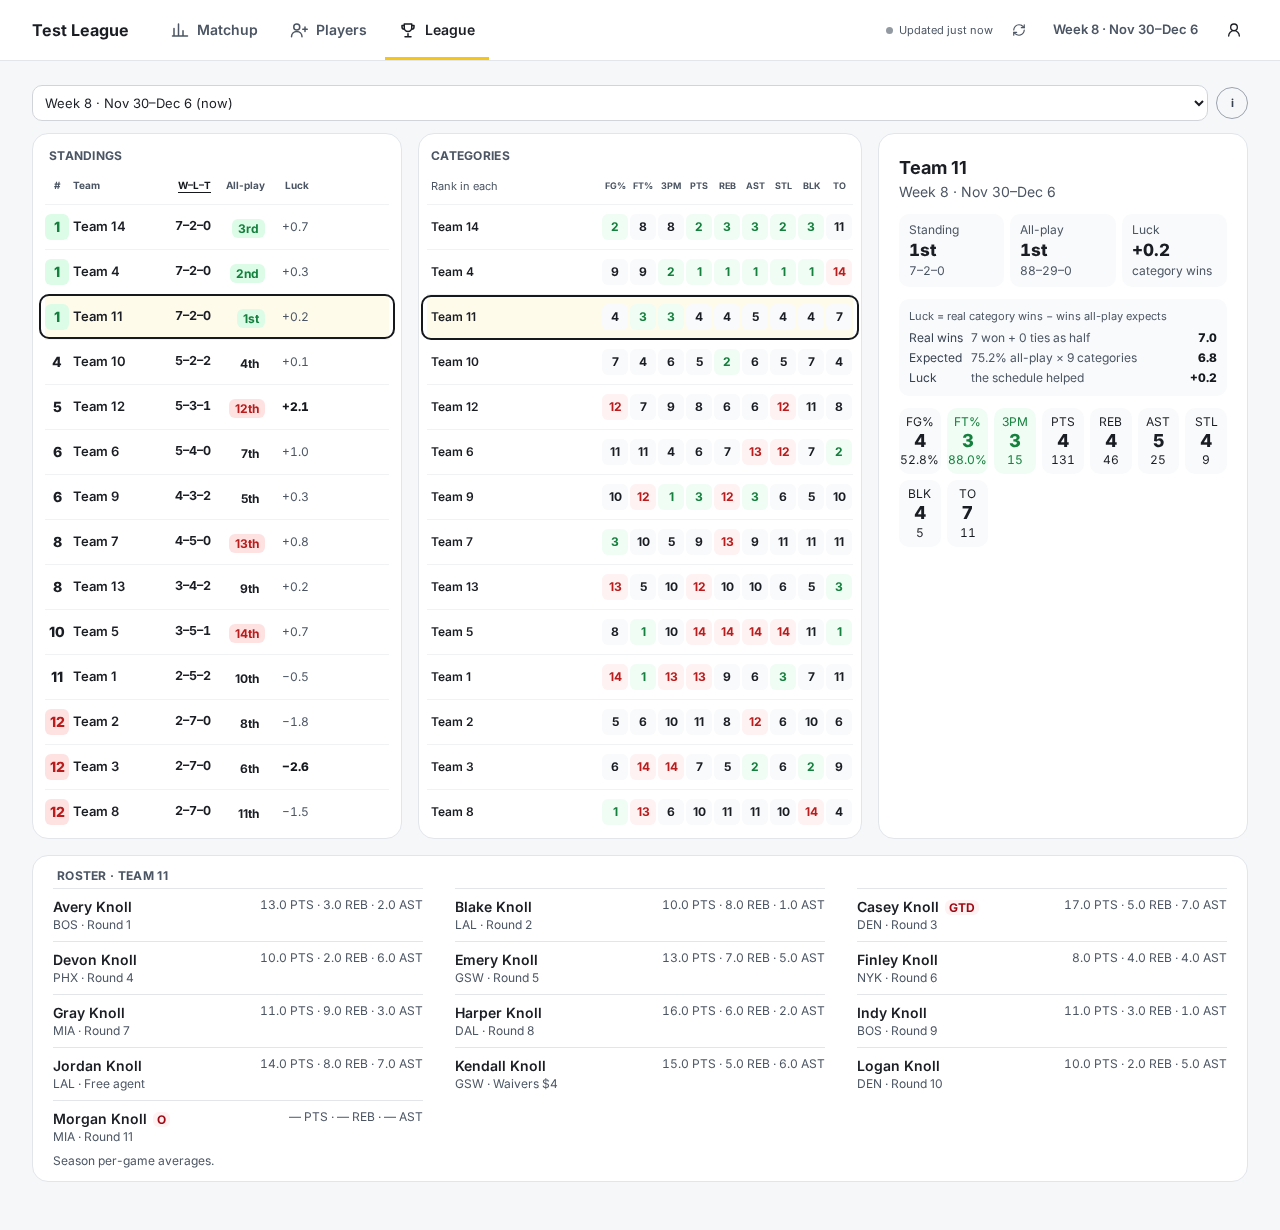 Test League
Matchup
Players
League
Updated just now
Week 8 · Nov 30–Dec 6
Week 8 · Nov 30–Dec 6 (now)
i
STANDINGS
# Team W–L–T All-play Luck
1 Team 14 7–2–0 3rd +0.7
1 Team 4 7–2–0 2nd +0.3
1 Team 11 7–2–0 1st +0.2
4 Team 10 5–2–2 4th +0.1
5 Team 12 5–3–1 12th +2.1
6 Team 6 5–4–0 7th +1.0
6 Team 9 4–3–2 5th +0.3
8 Team 7 4–5–0 13th +0.8
8 Team 13 3–4–2 9th +0.2
10 Team 5 3–5–1 14th +0.7
11 Team 1 2–5–2 10th −0.5
12 Team 2 2–7–0 8th −1.8
12 Team 3 2–7–0 6th −2.6
12 Team 8 2–7–0 11th −1.5
CATEGORIES
Rank in each FG% FT% 3PM PTS REB AST STL BLK TO
Team 14 2 8 8 2 3 3 2 3 11
Team 4 9 9 2 1 1 1 1 1 14
Team 11 4 3 3 4 4 5 4 4 7
Team 10 7 4 6 5 2 6 5 7 4
Team 12 12 7 9 8 6 6 12 11 8
Team 6 11 11 4 6 7 13 12 7 2
Team 9 10 12 1 3 12 3 6 5 10
Team 7 3 10 5 9 13 9 11 11 11
Team 13 13 5 10 12 10 10 6 5 3
Team 5 8 1 10 14 14 14 14 11 1
Team 1 14 1 13 13 9 6 3 7 11
Team 2 5 6 10 11 8 12 6 10 6
Team 3 6 14 14 7 5 2 6 2 9
Team 8 1 13 6 10 11 11 10 14 4
Team 11
Week 8 · Nov 30–Dec 6
Standing All-play Luck
1st 1st +0.2
7–2–0 88–29–0 category wins
Luck = real category wins − wins all-play expects
Real wins 7 won + 0 ties as half 7.0
Expected 75.2% all-play × 9 categories 6.8
Luck the schedule helped +0.2
FG% FT% 3PM PTS REB AST STL
4 3 3 4 4 5 4
52.8% 88.0% 15 131 46 25 9
BLK TO
4 7
5 11
ROSTER · TEAM 11
Avery Knoll 13.0 PTS · 3.0 REB · 2.0 AST
BOS · Round 1
Blake Knoll 10.0 PTS · 8.0 REB · 1.0 AST
LAL · Round 2
Casey Knoll GTD 17.0 PTS · 5.0 REB · 7.0 AST
DEN · Round 3
Devon Knoll 10.0 PTS · 2.0 REB · 6.0 AST
PHX · Round 4
Emery Knoll 13.0 PTS · 7.0 REB · 5.0 AST
GSW · Round 5
Finley Knoll 8.0 PTS · 4.0 REB · 4.0 AST
NYK · Round 6
Gray Knoll 11.0 PTS · 9.0 REB · 3.0 AST
MIA · Round 7
Harper Knoll 16.0 PTS · 6.0 REB · 2.0 AST
DAL · Round 8
Indy Knoll 11.0 PTS · 3.0 REB · 1.0 AST
BOS · Round 9
Jordan Knoll 14.0 PTS · 8.0 REB · 7.0 AST
LAL · Free agent
Kendall Knoll 15.0 PTS · 5.0 REB · 6.0 AST
GSW · Waivers $4
Logan Knoll 10.0 PTS · 2.0 REB · 5.0 AST
DEN · Round 10
Morgan Knoll O — PTS · — REB · — AST
MIA · Round 11
Season per-game averages.